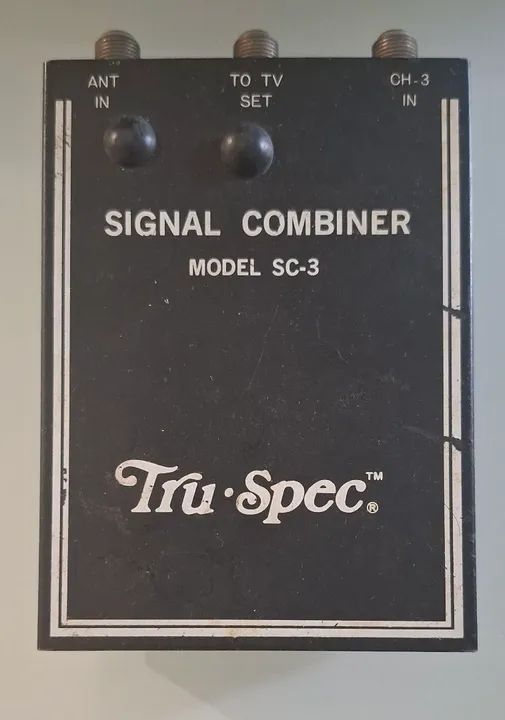 ANT IN
TO TV SET
CH-3 IN
SIGNAL COMBINER
MODEL SC-3
Tru·Spec™®